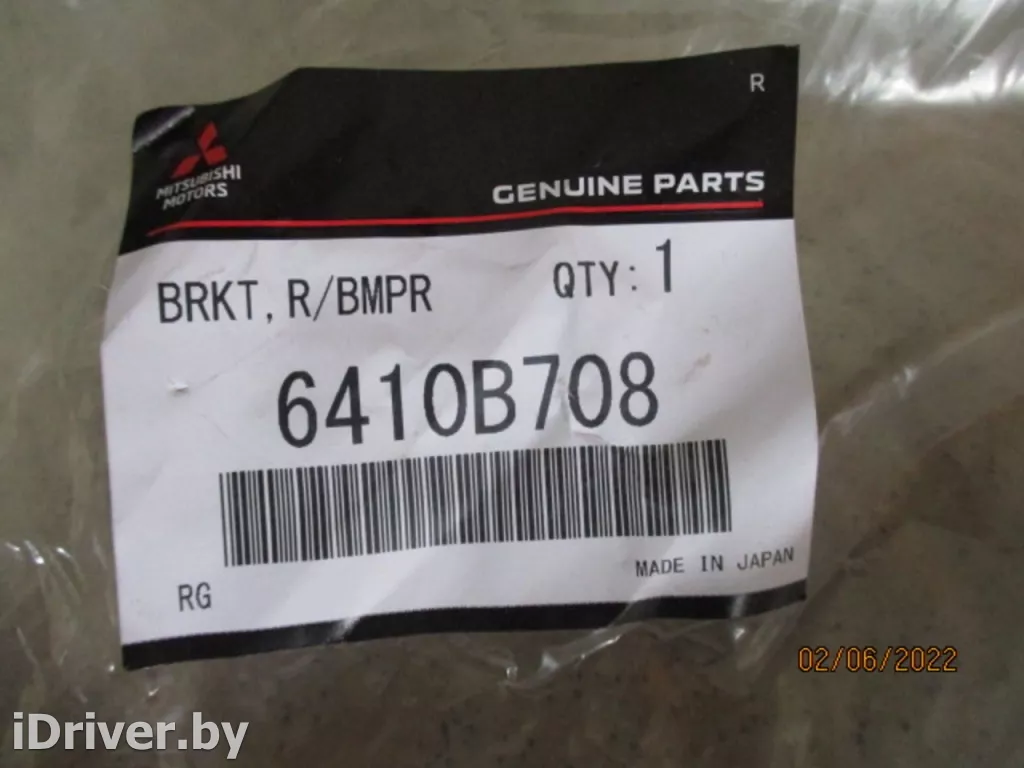 R
MITSUBISHI
MOTORS
GENUINE PARTS
BRKT, R/BMPR QTY: 1
6410B708
MADE IN JAPAN
RG
02/06/2022
iDriver.by